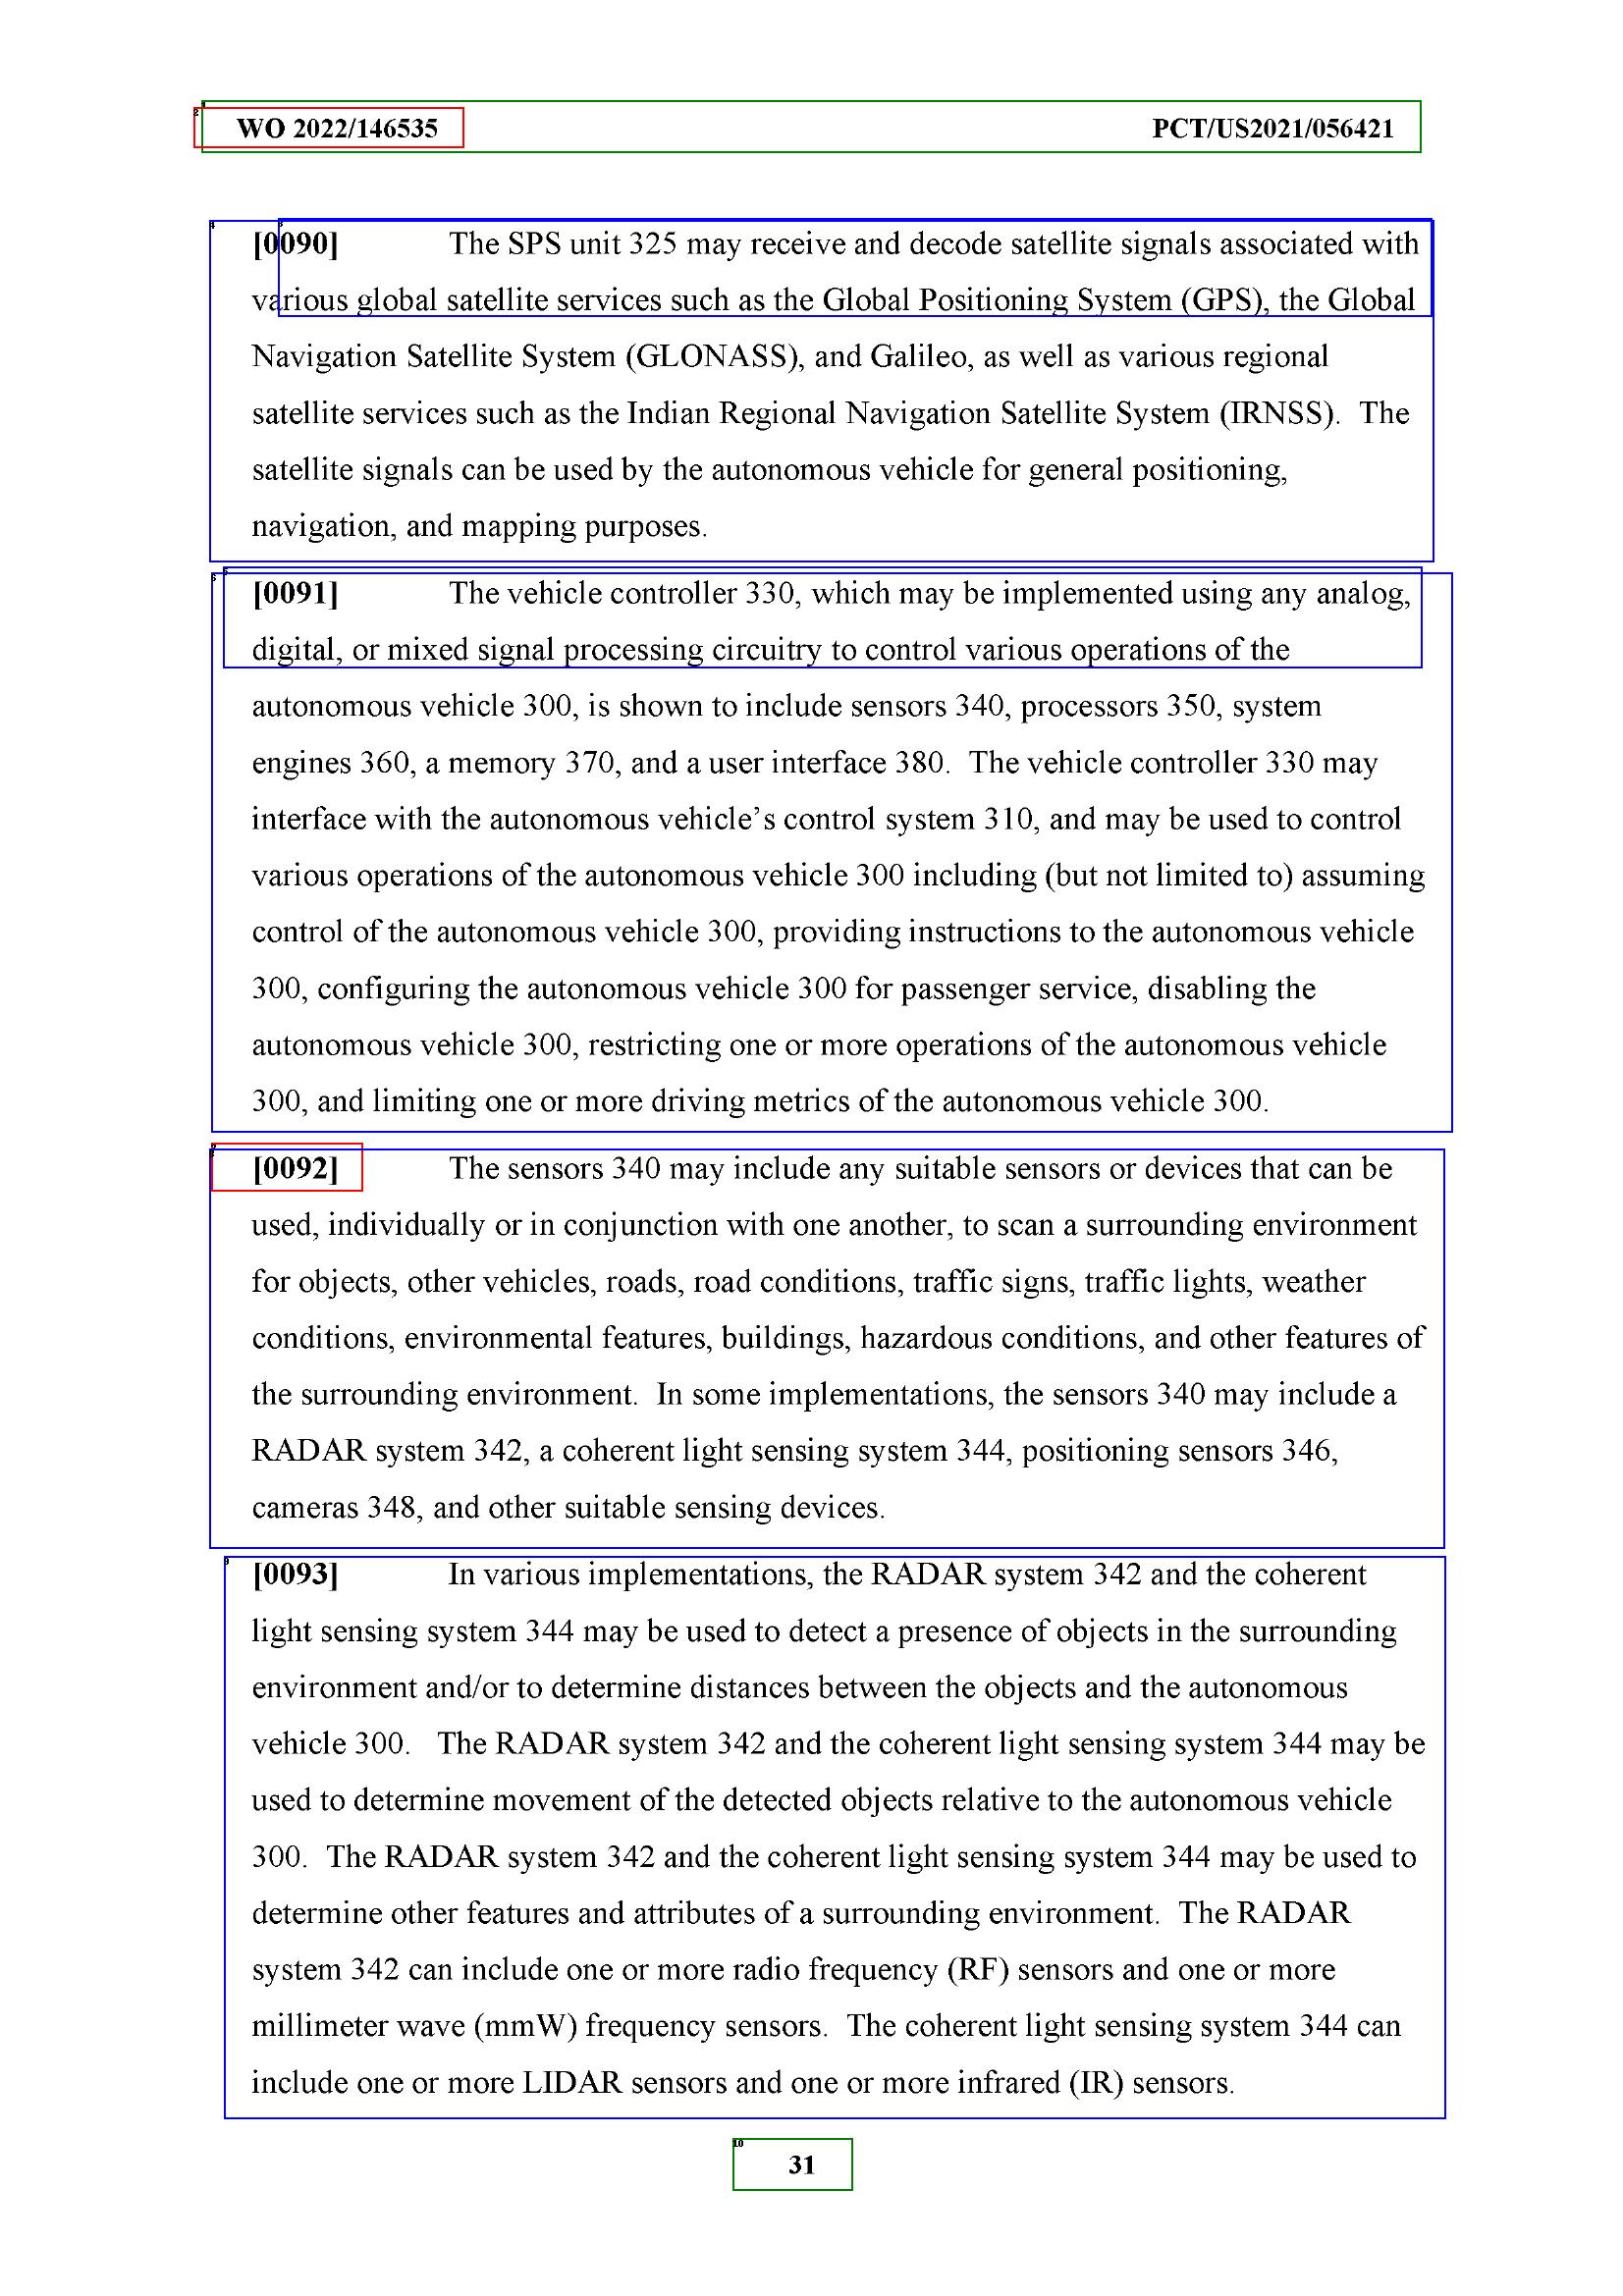 WO 2022/146535 PCT/US2021/056421
[0090] The SPS unit 325 may receive and decode satellite signals associated with
various global satellite services such as the Global Positioning System (GPS), the Global
Navigation Satellite System (GLONASS), and Galileo, as well as various regional
satellite services such as the Indian Regional Navigation Satellite System (IRNSS).  The
satellite signals can be used by the autonomous vehicle for general positioning,
navigation, and mapping purposes.
[0091] The vehicle controller 330, which may be implemented using any analog,
digital, or mixed signal processing circuitry to control various operations of the
autonomous vehicle 300, is shown to include sensors 340, processors 350, system
engines 360, a memory 370, and a user interface 380.  The vehicle controller 330 may
interface with the autonomous vehicle’s control system 310, and may be used to control
various operations of the autonomous vehicle 300 including (but not limited to) assuming
control of the autonomous vehicle 300, providing instructions to the autonomous vehicle
300, configuring the autonomous vehicle 300 for passenger service, disabling the
autonomous vehicle 300, restricting one or more operations of the autonomous vehicle
300, and limiting one or more driving metrics of the autonomous vehicle 300.
[0092] The sensors 340 may include any suitable sensors or devices that can be
used, individually or in conjunction with one another, to scan a surrounding environment
for objects, other vehicles, roads, road conditions, traffic signs, traffic lights, weather
conditions, environmental features, buildings, hazardous conditions, and other features of
the surrounding environment.  In some implementations, the sensors 340 may include a
RADAR system 342, a coherent light sensing system 344, positioning sensors 346,
cameras 348, and other suitable sensing devices.
[0093] In various implementations, the RADAR system 342 and the coherent
light sensing system 344 may be used to detect a presence of objects in the surrounding
environment and/or to determine distances between the objects and the autonomous
vehicle 300.   The RADAR system 342 and the coherent light sensing system 344 may be
used to determine movement of the detected objects relative to the autonomous vehicle
300.  The RADAR system 342 and the coherent light sensing system 344 may be used to
determine other features and attributes of a surrounding environment.  The RADAR
system 342 can include one or more radio frequency (RF) sensors and one or more
millimeter wave (mmW) frequency sensors.  The coherent light sensing system 344 can
include one or more LIDAR sensors and one or more infrared (IR) sensors.
10
31